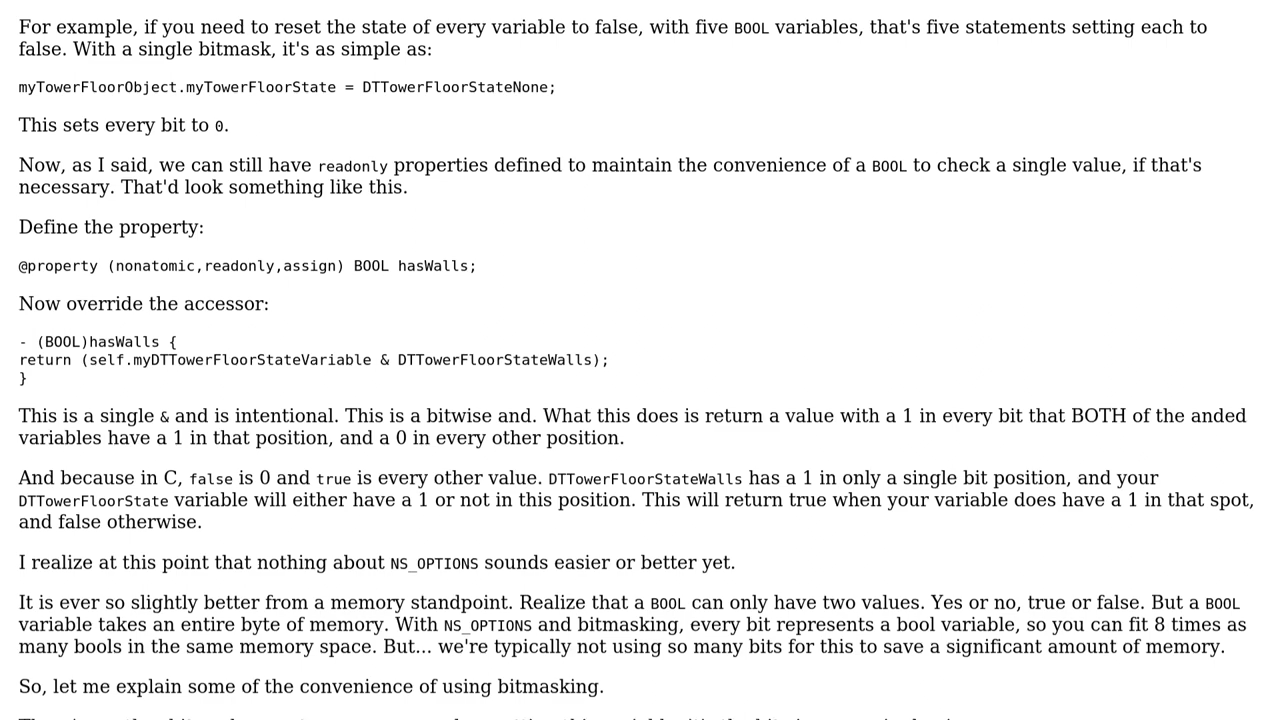 For example, if you need to reset the state of every variable to false, with five BOOL variables, that's five statements setting each to
false. With a single bitmask, it's as simple as:
myTowerFloorObject.myTowerFloorState = DTTowerFloorStateNone;
This sets every bit to 0.
Now, as I said, we can still have readonly properties defined to maintain the convenience of a BOOL to check a single value, if that's
necessary. That'd look something like this.
Define the property:
@property (nonatomic,readonly,assign) BOOL hasWalls;
Now override the accessor:
- (BOOL)hasWalls {
return (self.myDTTowerFloorStateVariable & DTTowerFloorStateWalls);
}
This is a single & and is intentional. This is a bitwise and. What this does is return a value with a 1 in every bit that BOTH of the anded
variables have a 1 in that position, and a 0 in every other position.
And because in C, false is 0 and true is every other value. DTTowerFloorStateWalls has a 1 in only a single bit position, and your
DTTowerFloorState variable will either have a 1 or not in this position. This will return true when your variable does have a 1 in that spot,
and false otherwise.
I realize at this point that nothing about NS_OPTIONS sounds easier or better yet.
It is ever so slightly better from a memory standpoint. Realize that a BOOL can only have two values. Yes or no, true or false. But a BOOL
variable takes an entire byte of memory. With NS_OPTIONS and bitmasking, every bit represents a bool variable, so you can fit 8 times as
many bools in the same memory space. But... we're typically not using so many bits for this to save a significant amount of memory.
So, let me explain some of the convenience of using bitmasking.